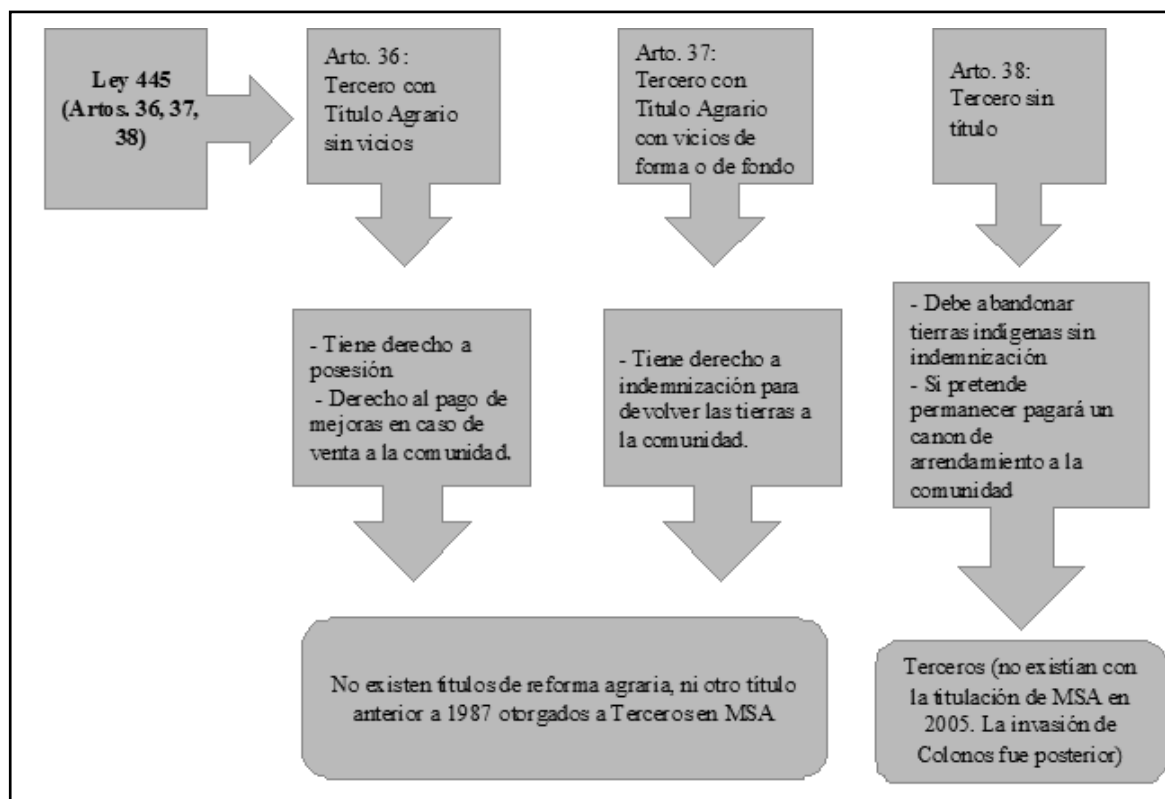 Ley 445
(Artos. 36, 37,
38)
Arto. 36:
Tercero con
Título Agrario
sin vicios
Arto. 37:
Tercero con
Título Agrario
con vicios de
forma o de fondo
Arto. 38:
Tercero sin
título
- Tiene derecho a
posesión
- Derecho al pago de
mejoras en caso de
venta a la comunidad.
- Tiene derecho a
indemnización para
devolver las tierras a
la comunidad.
- Debe abandonar
tierras indígenas sin
indemnización
- Si pretende
permanecer pagará un
canon de
arrendamiento a la
comunidad
No existen títulos de reforma agraria, ni otro título
anterior a 1987 otorgados a Terceros en MSA
Terceros (no existían con
la titulación de MSA en
2005. La invasión de
Colonos fue posterior)